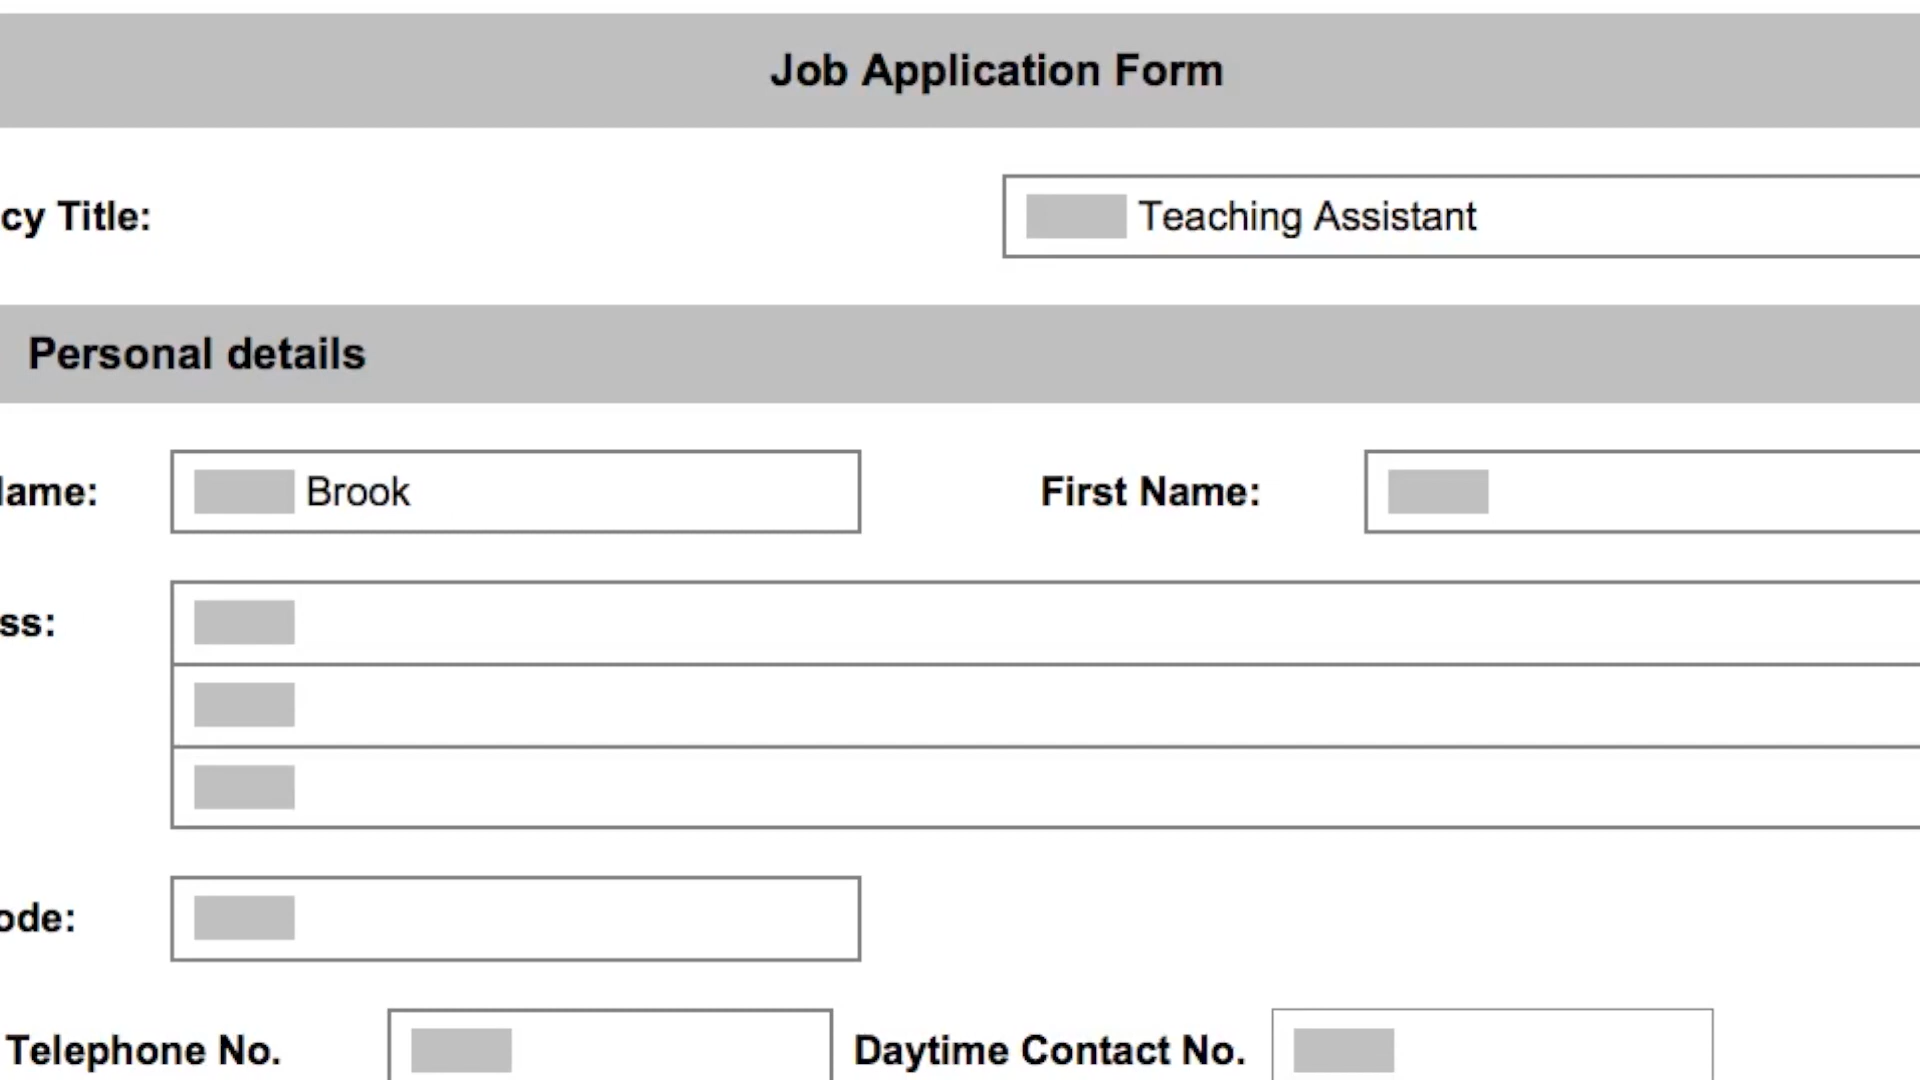 Job Application Form
cy Title: Teaching Assistant
Personal details
ame: Brook First Name:
ss:
ode:
Telephone No. Daytime Contact No.